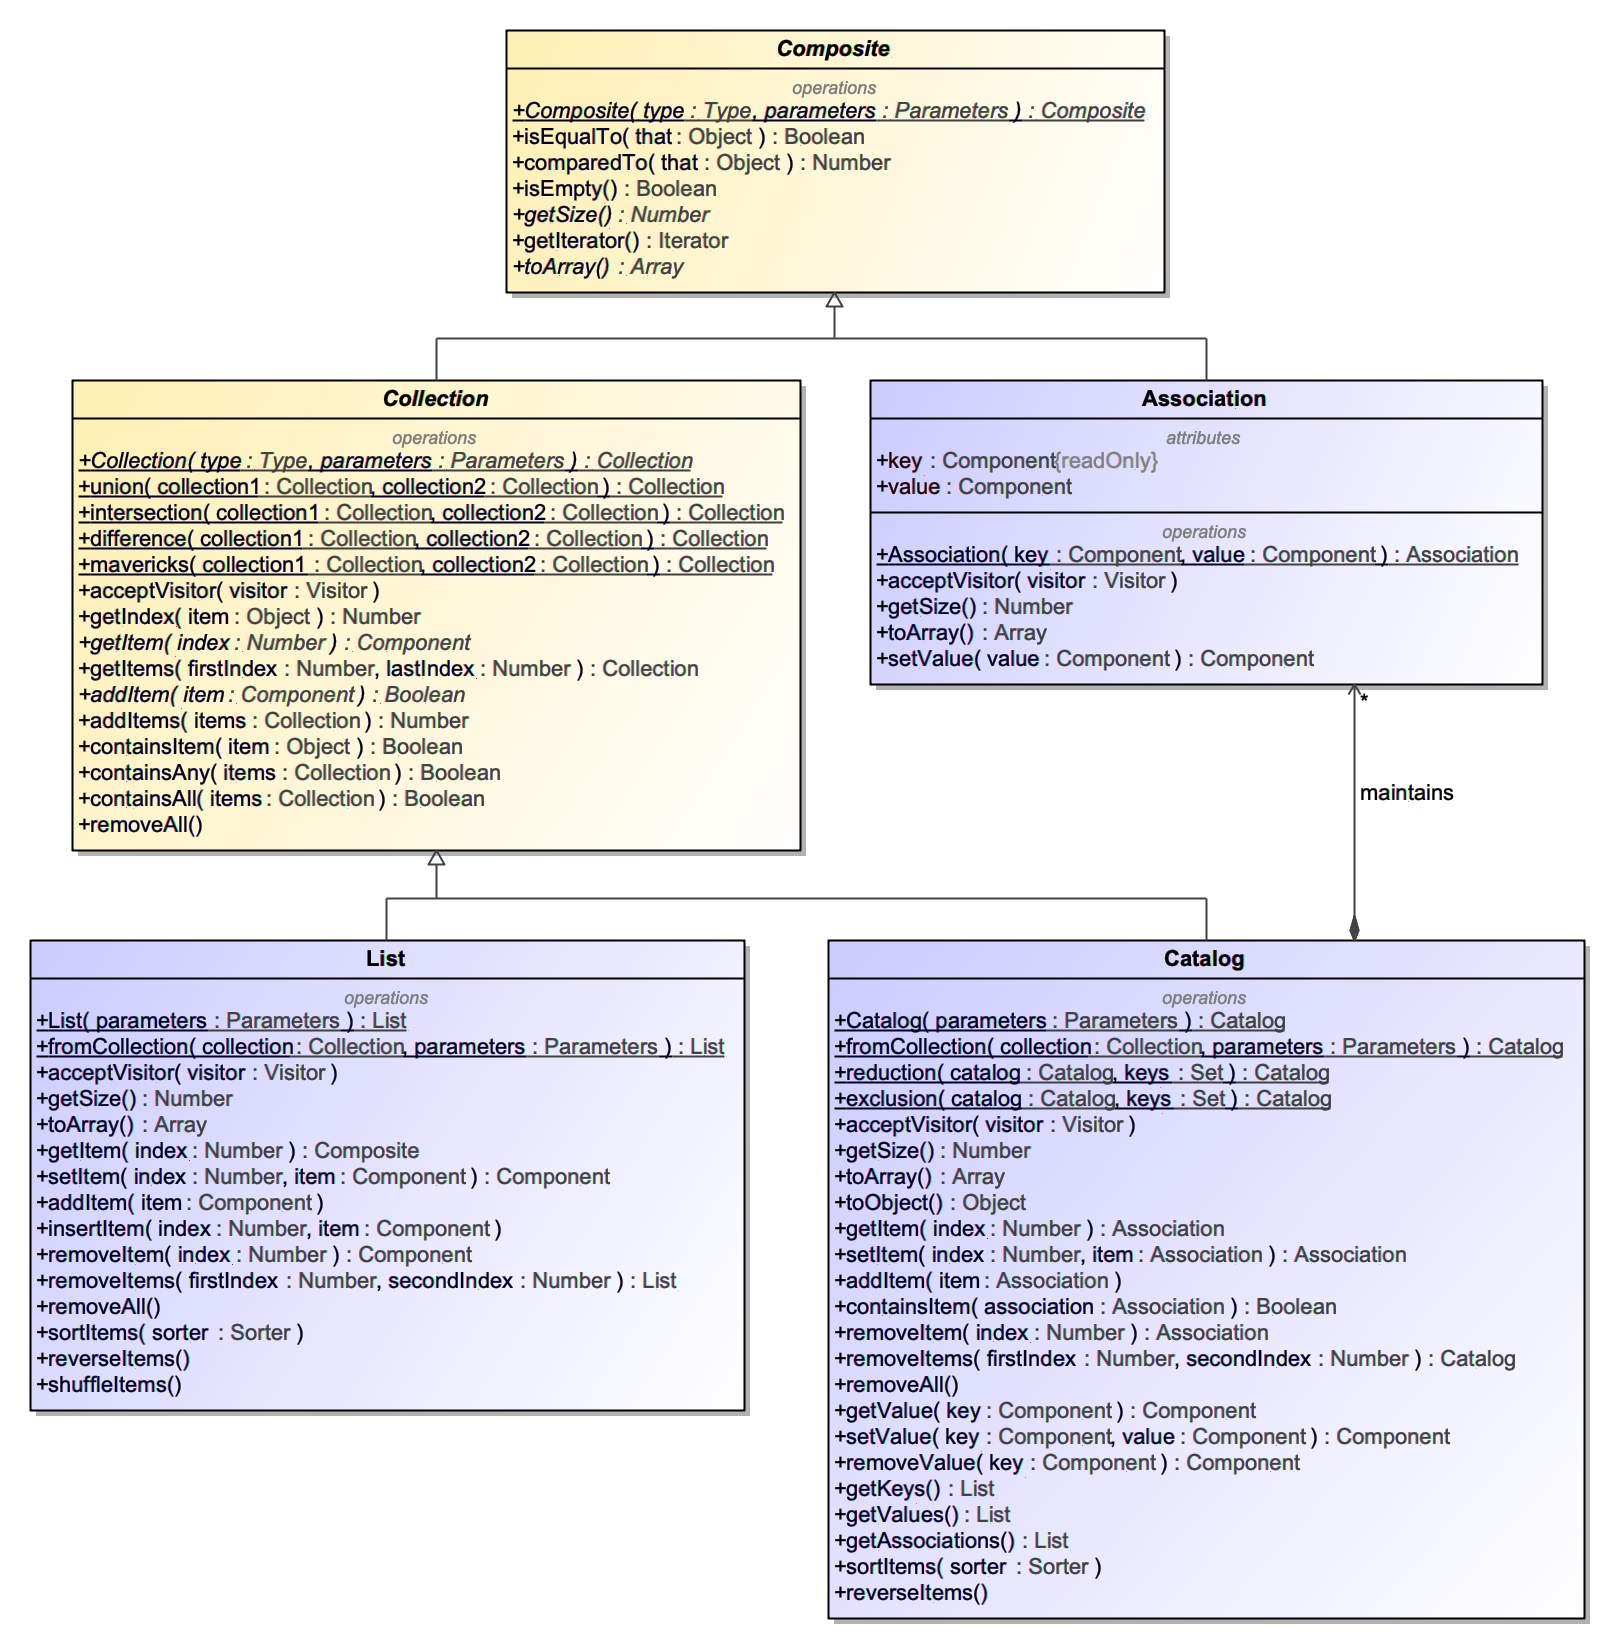 Composite
operations
+Composite( type : Type, parameters : Parameters ) : Composite
+isEqualTo( that : Object ) : Boolean
+comparedTo( that : Object ) : Number
+isEmpty() : Boolean
+getSize() : Number
+getIterator() : Iterator
+toArray() : Array
Collection
operations
+Collection( type : Type, parameters : Parameters ) : Collection
+union( collection1 : Collection, collection2 : Collection ) : Collection
+intersection( collection1 : Collection, collection2 : Collection ) : Collection
+difference( collection1 : Collection, collection2 : Collection ) : Collection
+mavericks( collection1 : Collection, collection2 : Collection ) : Collection
+acceptVisitor( visitor : Visitor )
+getIndex( item : Object ) : Number
+getItem( index : Number ) : Component
+getItems( firstIndex : Number, lastIndex : Number ) : Collection
+addItem( item : Component ) : Boolean
+addItems( items : Collection ) : Number
+containsItem( item : Object ) : Boolean
+containsAny( items : Collection ) : Boolean
+containsAll( items : Collection ) : Boolean
+removeAll()
Association
attributes
+key : Component{readOnly}
+value : Component
operations
+Association( key : Component, value : Component ) : Association
+acceptVisitor( visitor : Visitor )
+getSize() : Number
+toArray() : Array
+setValue( value : Component ) : Component
*
maintains
List
operations
+List( parameters : Parameters ) : List
+fromCollection( collection : Collection, parameters : Parameters ) : List
+acceptVisitor( visitor : Visitor )
+getSize() : Number
+toArray() : Array
+getItem( index : Number ) : Composite
+setItem( index : Number, item : Component ) : Component
+addItem( item : Component )
+insertItem( index : Number, item : Component )
+removeItem( index : Number ) : Component
+removeItems( firstIndex : Number, secondIndex : Number ) : List
+removeAll()
+sortItems( sorter : Sorter )
+reverseItems()
+shuffleItems()
Catalog
operations
+Catalog( parameters : Parameters ) : Catalog
+fromCollection( collection : Collection, parameters : Parameters ) : Catalog
+reduction( catalog : Catalog, keys : Set ) : Catalog
+exclusion( catalog : Catalog, keys : Set ) : Catalog
+acceptVisitor( visitor : Visitor )
+getSize() : Number
+toArray() : Array
+toObject() : Object
+getItem( index : Number ) : Association
+setItem( index : Number, item : Association ) : Association
+addItem( item : Association )
+containsItem( association : Association ) : Boolean
+removeItem( index : Number ) : Association
+removeItems( firstIndex : Number, secondIndex : Number ) : Catalog
+removeAll()
+getValue( key : Component ) : Component
+setValue( key : Component, value : Component ) : Component
+removeValue( key : Component ) : Component
+getKeys() : List
+getValues() : List
+getAssociations() : List
+sortItems( sorter : Sorter )
+reverseItems()